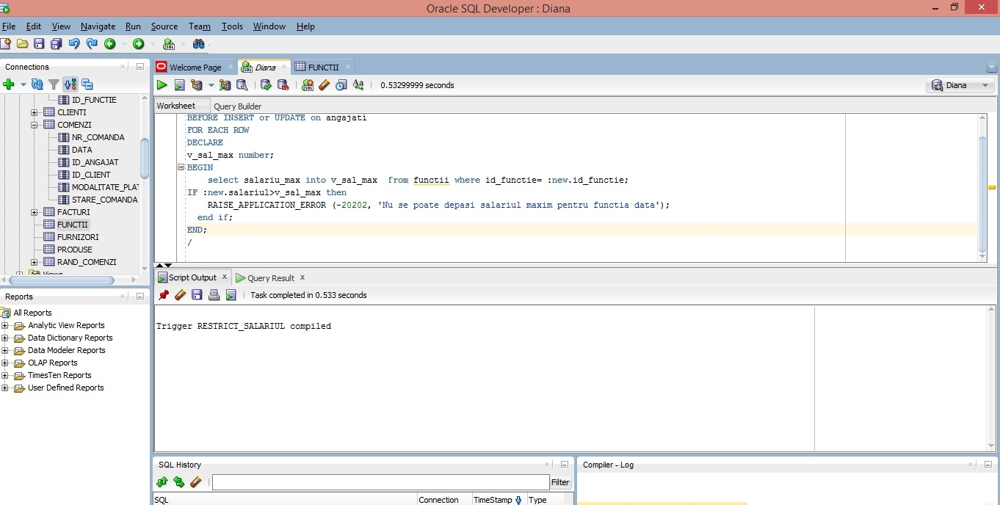 Oracle SQL Developer : Diana
File Edit View Navigate Run Source Team Tools Window Help
Connections
ID_FUNCTIE
CLIENTI
COMENZI
NR_COMANDA
DATA
ID_ANGAJAT
ID_CLIENT
MODALITATE_PLAT
STARE_COMANDA
FACTURI
FUNCTII
FURNIZORI
PRODUSE
RAND_COMENZI
Views
Reports
All Reports
Analytic View Reports
Data Dictionary Reports
Data Modeler Reports
OLAP Reports
TimesTen Reports
User Defined Reports
Welcome Page Diana FUNCTII
0.53299999 seconds Diana
Worksheet Query Builder
BEFORE INSERT or UPDATE on angajati
FOR EACH ROW
DECLARE
v_sal_max number;
BEGIN
select salariu_max into v_sal_max from functii where id_functie= :new.id_functie;
IF :new.salariul>v_sal_max then
RAISE_APPLICATION_ERROR (-20202, 'Nu se poate depasi salariul maxim pentru functia data');
end if;
END;
/
Script Output x Query Result x
Task completed in 0.533 seconds
Trigger RESTRICT_SALARIUL compiled
SQL History
Filter
SQL Connection TimeStamp Type
Compiler - Log